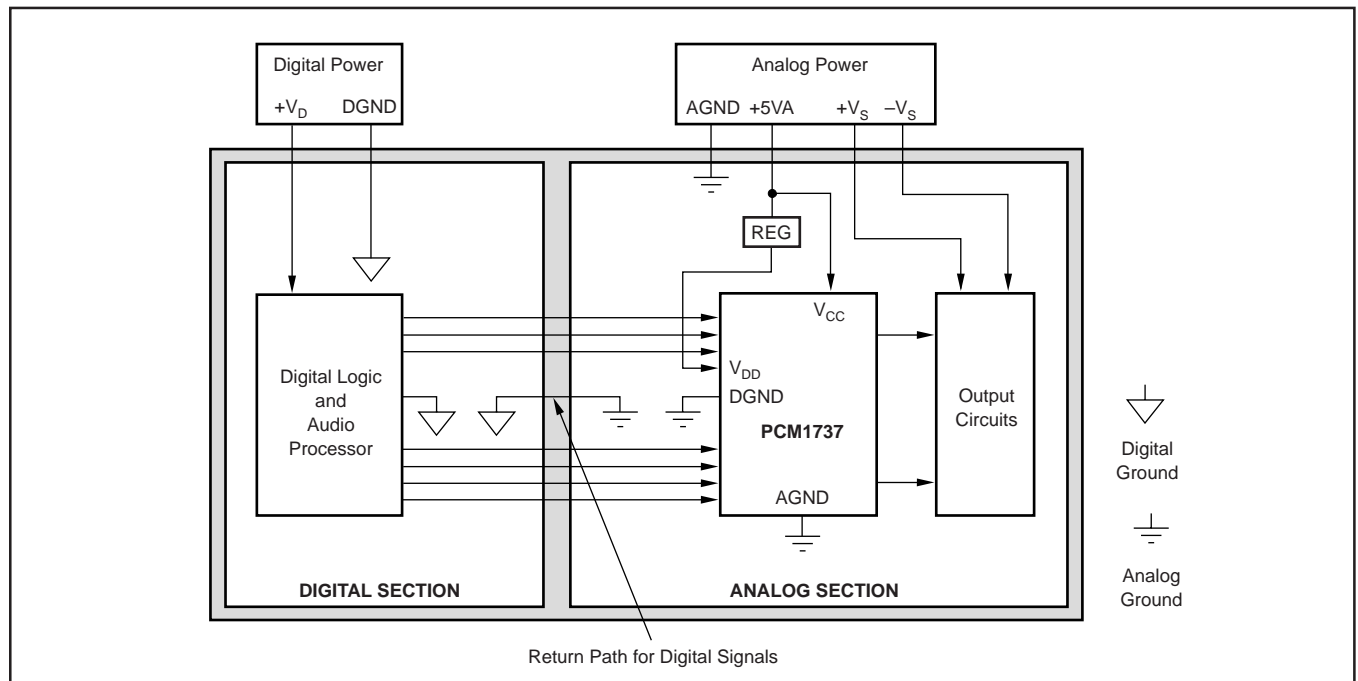 Digital Power
+VD DGND
Analog Power
AGND +5VA +VS –VS
REG
VCC
VDD
DGND
PCM1737
AGND
Digital Logic
and
Audio
Processor
Output
Circuits
Digital
Ground
Analog
Ground
DIGITAL SECTION
ANALOG SECTION
Return Path for Digital Signals